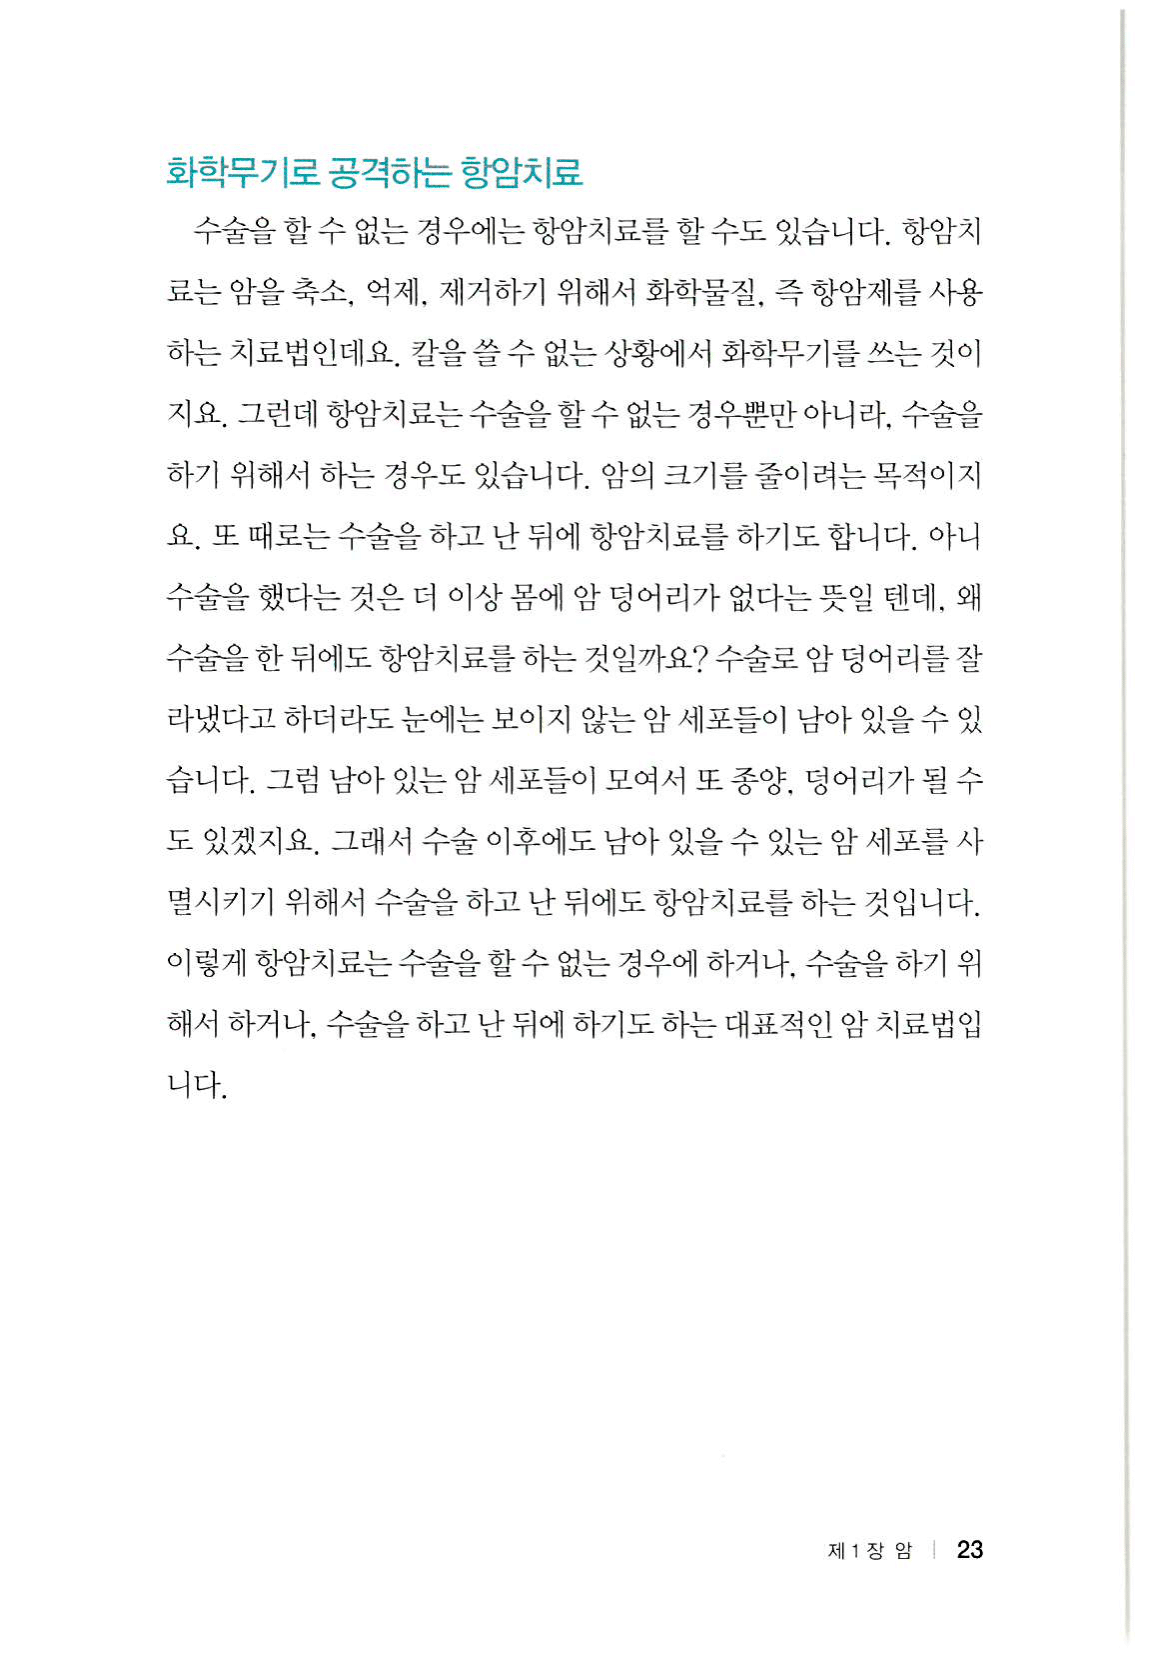 화학무기로 공격하는 항암치료
수술을 할 수 없는 경우에는 항암치료를 할 수도 있습니다. 항암치
료는 암을 축소, 억제, 제거하기 위해서 화학물질, 즉 항암제를 사용
하는 치료법인데요. 칼을 쓸 수 없는 상황에서 화학무기를 쓰는 것이
지요. 그런데 항암치료는 수술을 할 수 없는 경우뿐만 아니라, 수술을
하기 위해서 하는 경우도 있습니다. 암의 크기를 줄이려는 목적이지
요. 또 때로는 수술을 하고 난 뒤에 항암치료를 하기도 합니다. 아니
수술을 했다는 것은 더 이상 몸에 암 덩어리가 없다는 뜻일 텐데, 왜
수술을 한 뒤에도 항암치료를 하는 것일까요? 수술로 암 덩어리를 잘
라냈다고 하더라도 눈에는 보이지 않는 암 세포들이 남아 있을 수 있
습니다. 그럼 남아 있는 암 세포들이 모여서 또 종양, 덩어리가 될 수
도 있겠지요. 그래서 수술 이후에도 남아 있을 수 있는 암 세포를 사
멸시키기 위해서 수술을 하고 난 뒤에도 항암치료를 하는 것입니다.
이렇게 항암치료는 수술을 할 수 없는 경우에 하거나, 수술을 하기 위
해서 하거나, 수술을 하고 난 뒤에 하기도 하는 대표적인 암 치료법입
니다.
제1장 암 | 23